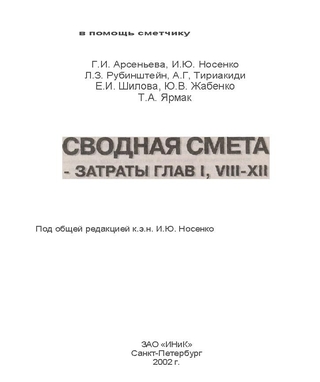 в помощь сметчику
Г.И. Арсеньева, И.Ю. Носенко
Л.З. Рубинштейн, А.Г, Тириакиди
Е.И. Шилова, Ю.В. Жабенко
Т.А. Ярмак
СВОДНАЯ СМЕТА
- ЗАТРАТЫ ГЛАВ I, VIII-XII
Под общей редакцией к.э.н. И.Ю. Носенко
ЗАО «ИНиК»
Санкт-Петербург
2002 г.